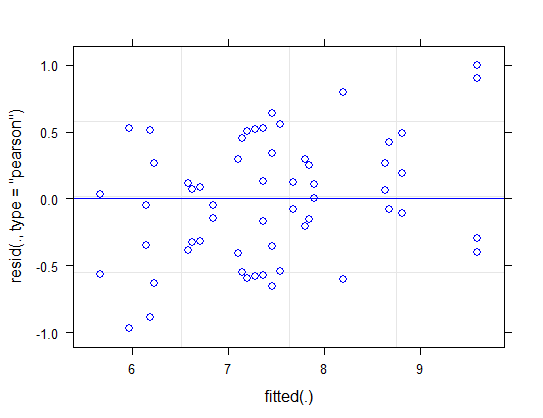 1.0
0.5
0.0
-0.5
-1.0
resid(., type = "pearson")
6 7 8 9
fitted(.)